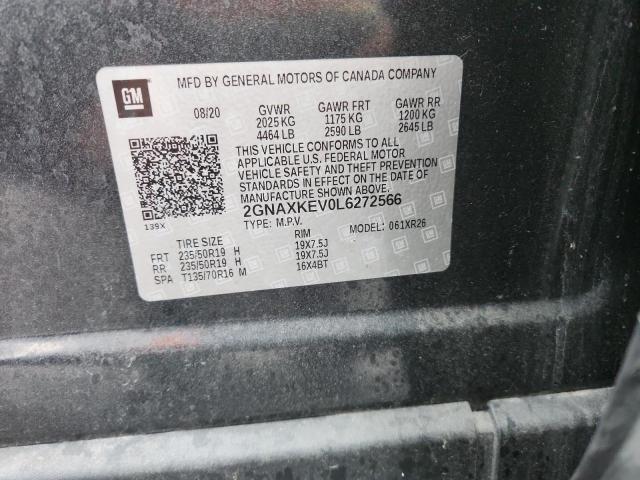 GM
MFD BY GENERAL MOTORS OF CANADA COMPANY
08/20 GVWR GAWR FRT GAWR RR
2025 KG 1175 KG 1200 KG
4464 LB 2590 LB 2645 LB
THIS VEHICLE CONFORMS TO ALL
APPLICABLE U.S. FEDERAL MOTOR
VEHICLE SAFETY AND THEFT PREVENTION
STANDARDS IN EFFECT ON THE DATE OF
MANUFACTURE SHOWN ABOVE.
2GNAXKEV0L6272566
139X TYPE: M.P.V. MODEL: 061XR26
TIRE SIZE RIM
FRT 235/50R19 H 19X7.5J
RR 235/50R19 H 19X7.5J
SPA T135/70R16 M 16X4BT